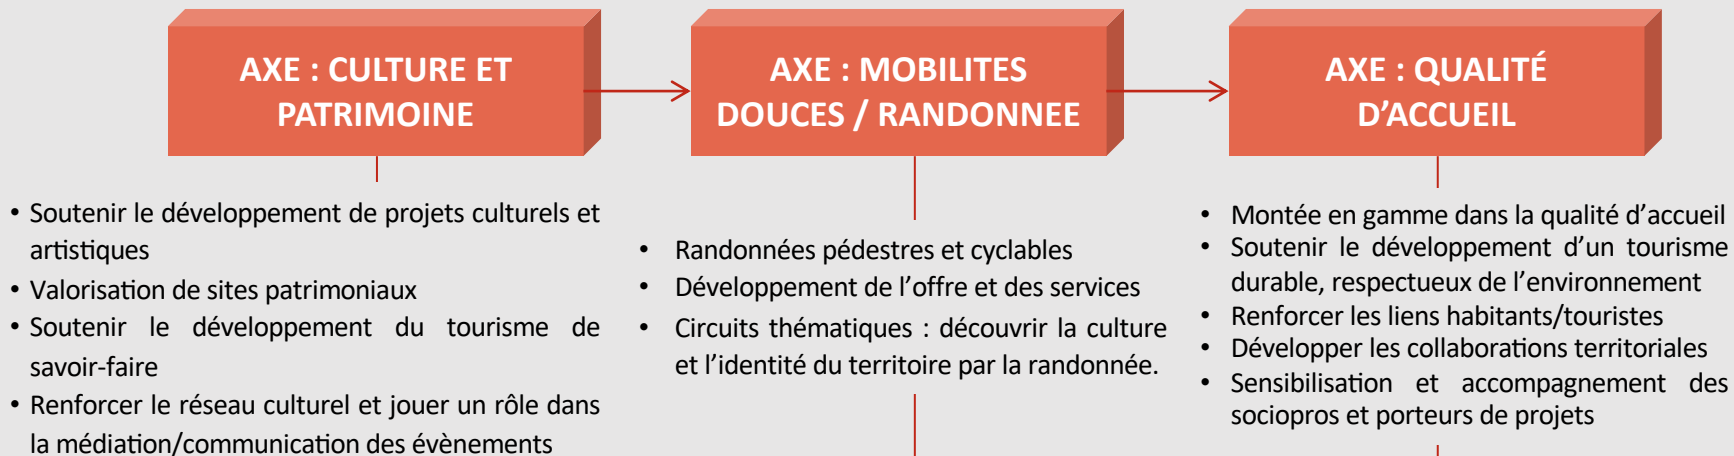 AXE : CULTURE ET
PATRIMOINE
• Soutenir le développement de projets culturels et
artistiques
• Valorisation de sites patrimoniaux
• Soutenir le développement du tourisme de
savoir-faire
• Renforcer le réseau culturel et jouer un rôle dans
la médiation/communication des évènements
AXE : MOBILITES
DOUCES / RANDONNEE
• Randonnées pédestres et cyclables
• Développement de l’offre et des services
• Circuits thématiques : découvrir la culture
et l’identité du territoire par la randonnée.
AXE : QUALITÉ
D’ACCUEIL
• Montée en gamme dans la qualité d’accueil
• Soutenir le développement d’un tourisme
durable, respectueux de l’environnement
• Renforcer les liens habitants/touristes
• Développer les collaborations territoriales
• Sensibilisation et accompagnement des
sociopros et porteurs de projets